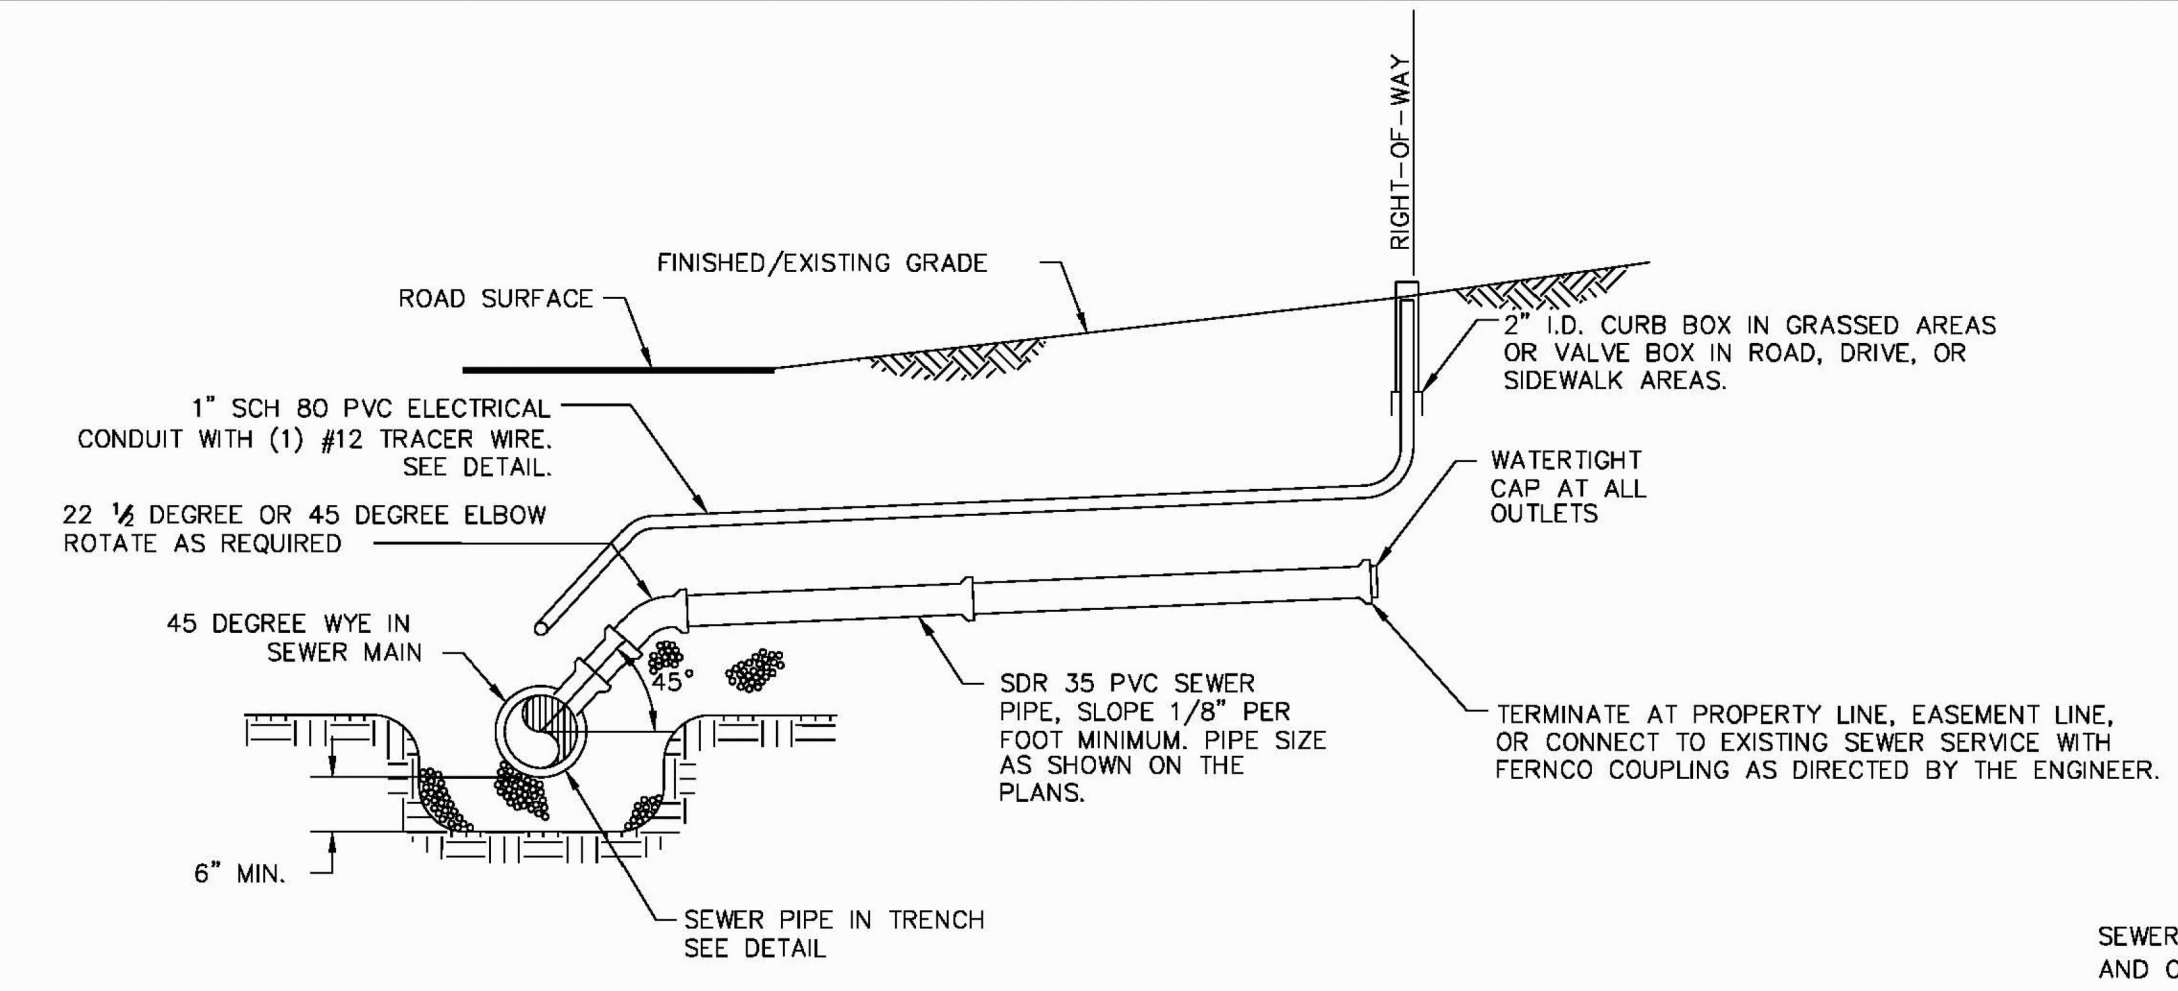 RIGHT-OF-WAY
FINISHED/EXISTING GRADE
ROAD SURFACE
2" I.D. CURB BOX IN GRASSED AREAS
OR VALVE BOX IN ROAD, DRIVE, OR
SIDEWALK AREAS.
1" SCH 80 PVC ELECTRICAL
CONDUIT WITH (1) #12 TRACER WIRE.
SEE DETAIL.
WATERTIGHT
CAP AT ALL
OUTLETS
22 ½ DEGREE OR 45 DEGREE ELBOW
ROTATE AS REQUIRED
45 DEGREE WYE IN
SEWER MAIN
45°
SDR 35 PVC SEWER
PIPE, SLOPE 1/8" PER
FOOT MINIMUM. PIPE SIZE
AS SHOWN ON THE
PLANS.
TERMINATE AT PROPERTY LINE, EASEMENT LINE,
OR CONNECT TO EXISTING SEWER SERVICE WITH
FERNCO COUPLING AS DIRECTED BY THE ENGINEER.
6" MIN.
SEWER PIPE IN TRENCH
SEE DETAIL
SEWER
AND